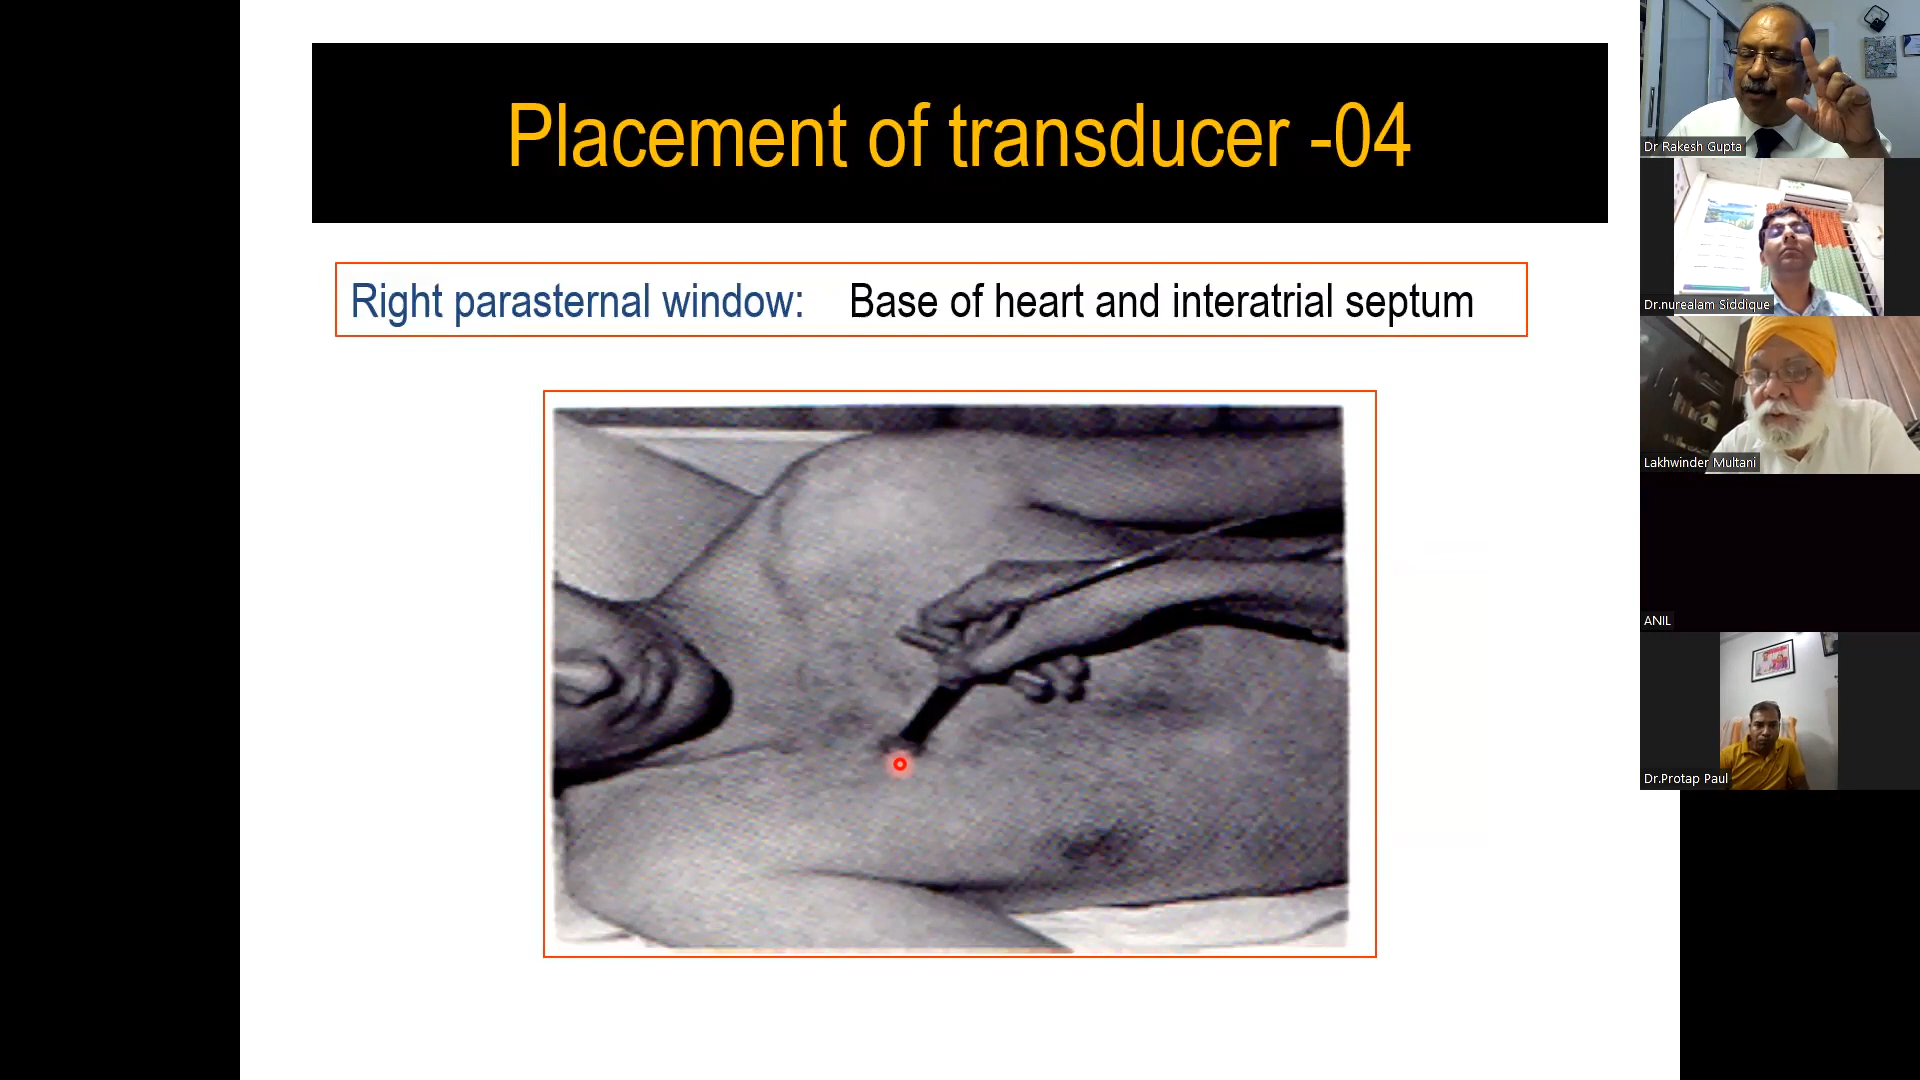 Placement of transducer -04
Right parasternal window: Base of heart and interatrial septum
Dr Rakesh Gupta
Dr.nurealam Siddique
Lakhwinder Multani
ANIL
Dr.Protap Paul